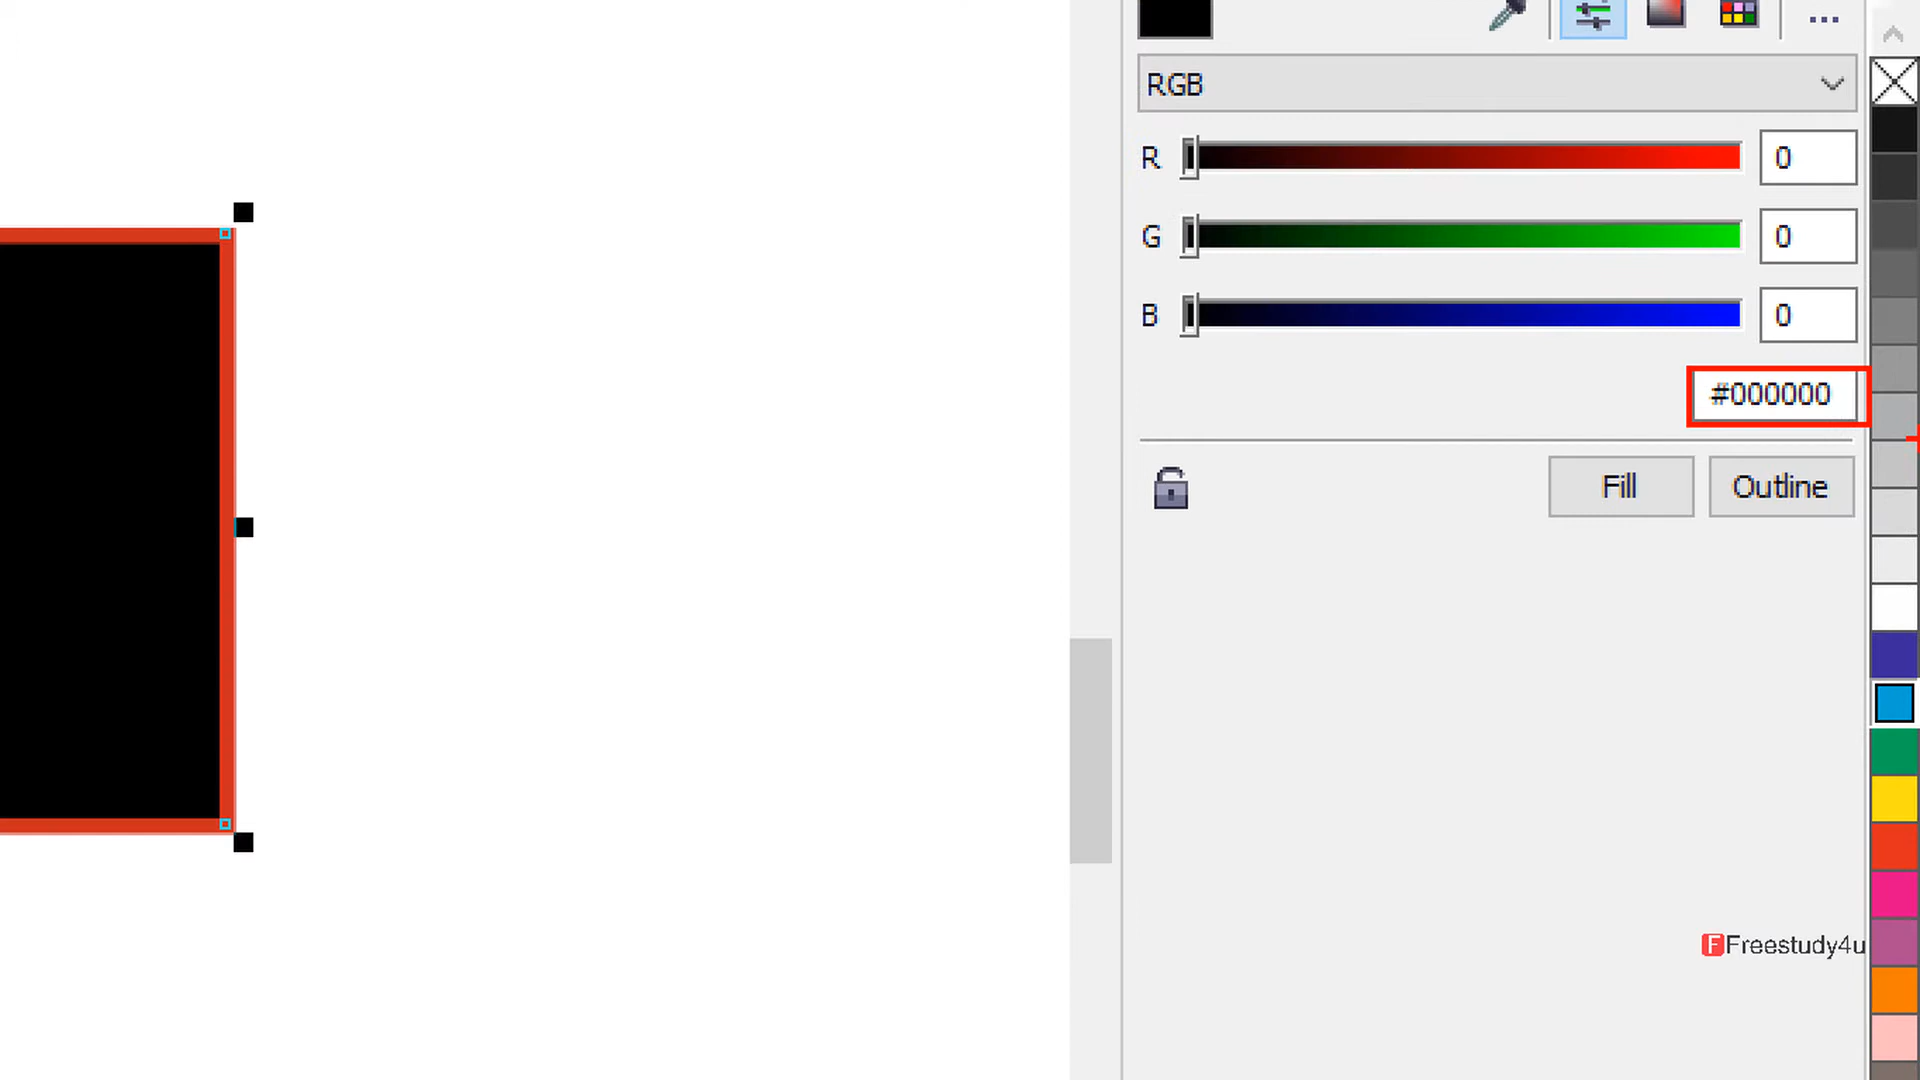 RGB
R 0
G 0
B 0
#000000
Fill Outline
F Freestudy4u